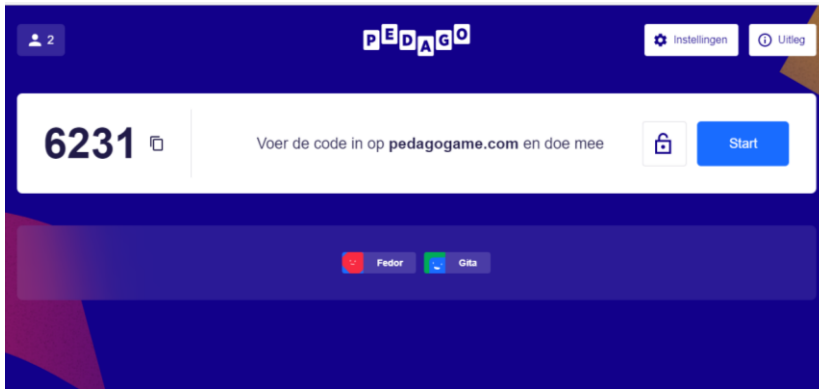 2
PEDAGO
Instellingen
Uitleg
6231
Voer de code in op pedagogame.com en doe mee
Start
Fedor
Gita